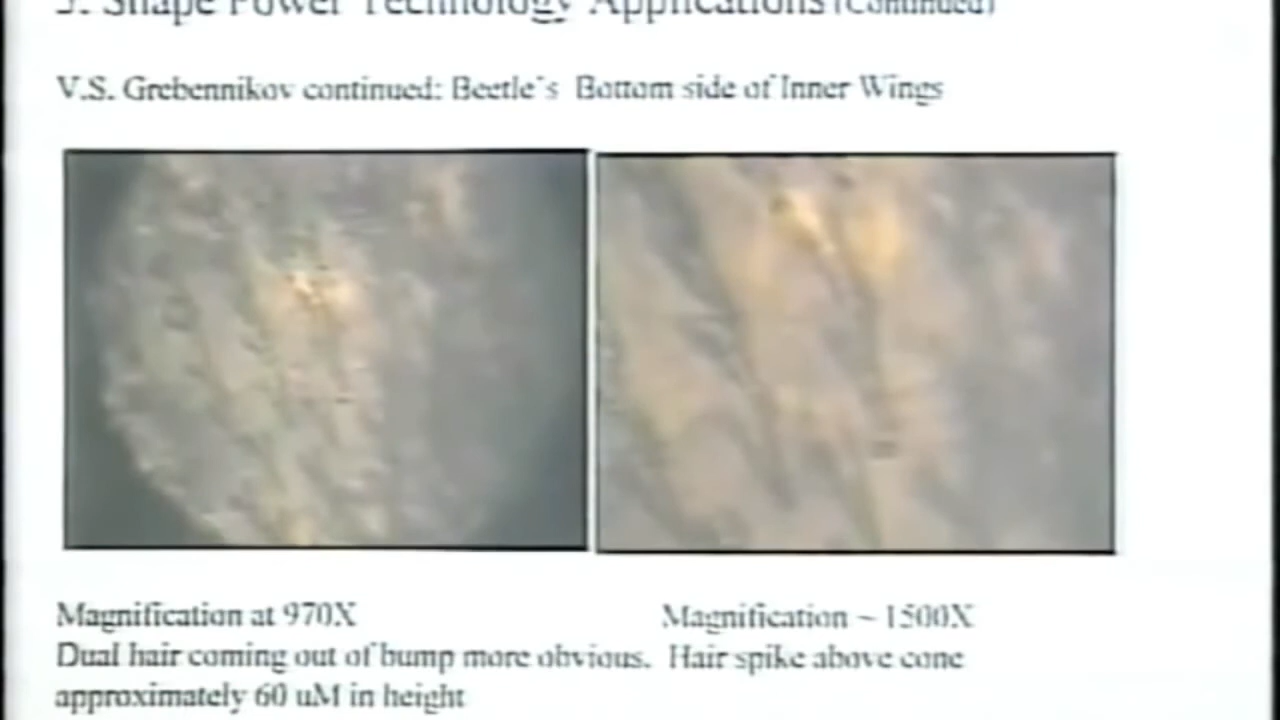 5. Shape Power Technology Applications (Continued)
V.S. Grebennikov continued: Beetle's Bottom side of Inner Wings
Magnification at 970X
Magnification ~ 1500X
Dual hair coming out of bump more obvious. Hair spike above cone
approximately 60 uM in height